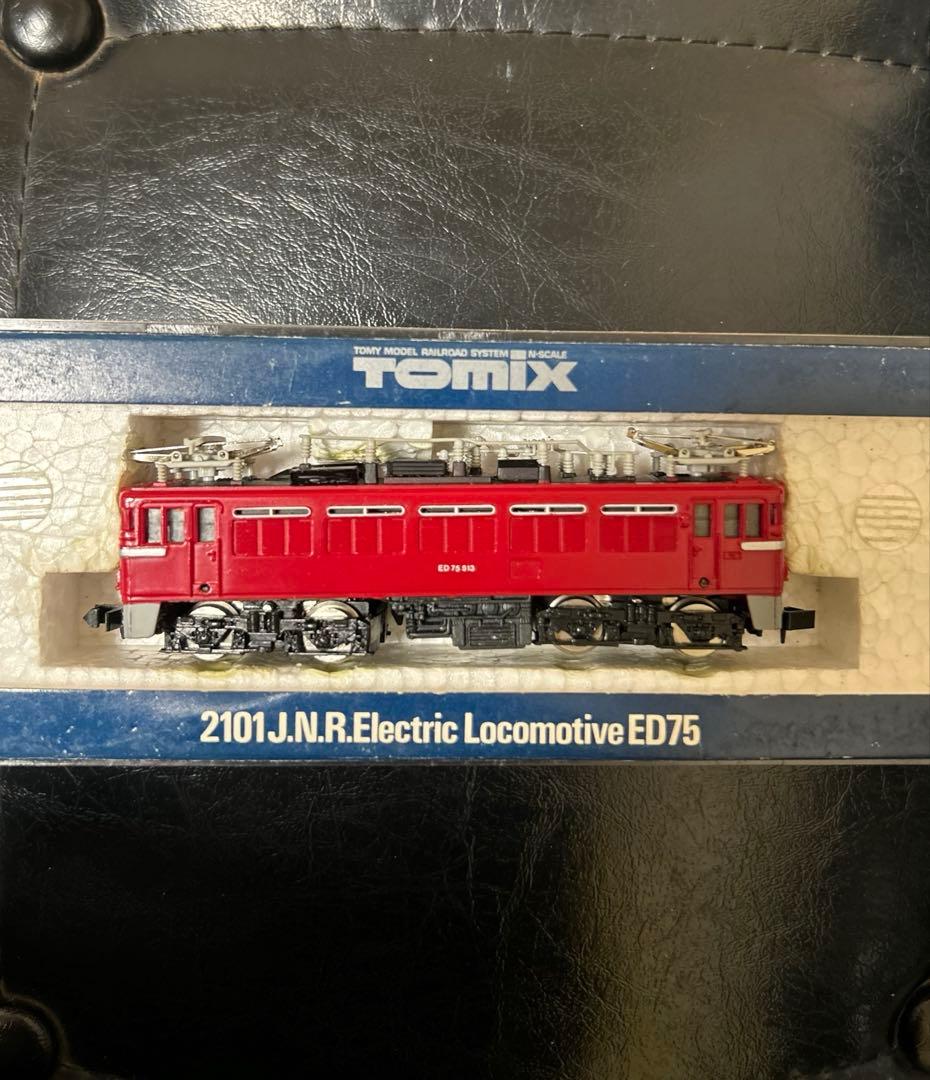 TOMY MODEL RAILROAD SYSTEM N-SCALE
TOMIX
ED 75 913
2101 J.N.R. Electric Locomotive ED75